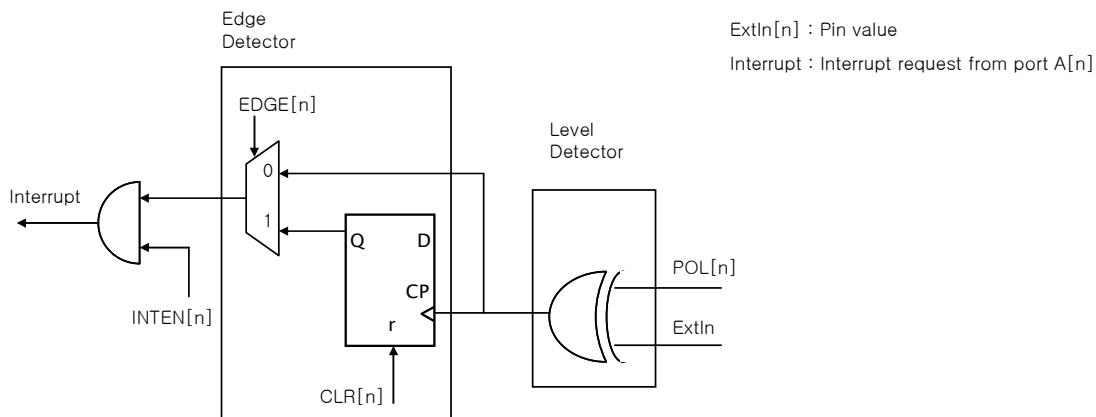 Edge
Detector
ExtIn[n] : Pin value
Interrupt : Interrupt request from port A[n]
EDGE[n]
Level
Detector
0
Interrupt
1
Q
D
POL[n]
CP
INTEN[n]
r
ExtIn
CLR[n]